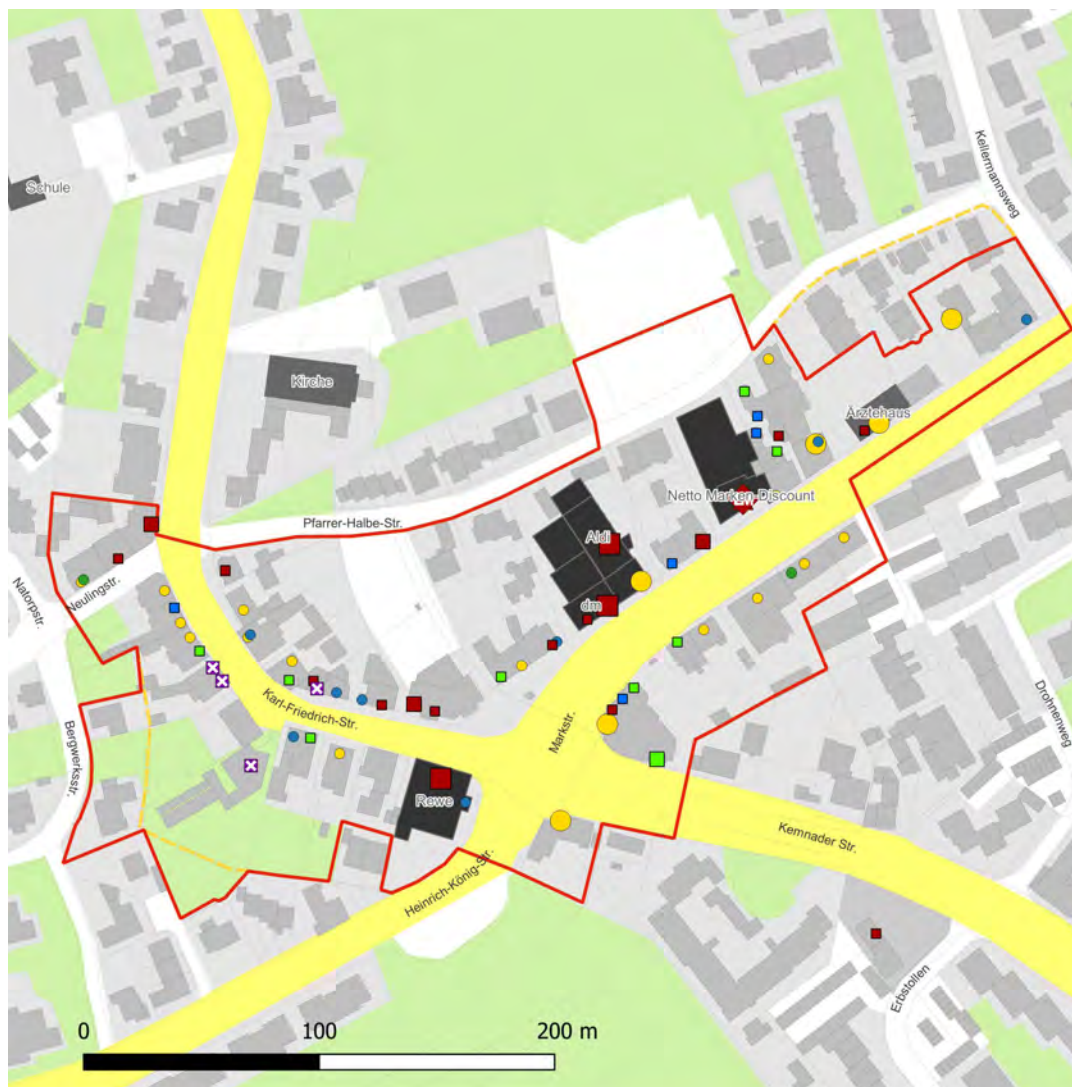 Kellermannsweg
Schule
Kirche
Ärztehaus
Netto Marken-Discount
Pfarrer-Halbe-Str.
Aldi
Neulingstr.
Natorpstr.
dm
Karl-Friedrich-Str.
Markstr.
Drohnenweg
Bergwerksstr.
Rewe
Kemnader Str.
Heinrich-König-Str.
Erbstollen
0 100 200 m